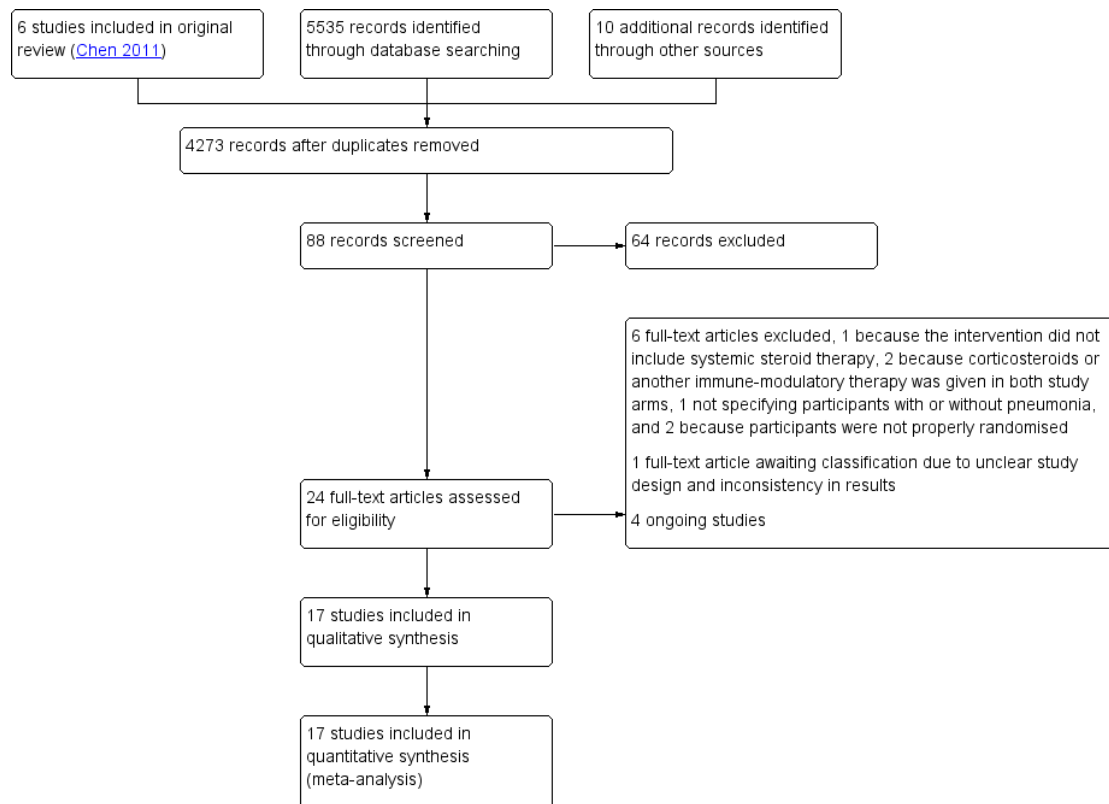 6 studies included in original
review (Chen 2011)
5535 records identified
through database searching
10 additional records identified
through other sources
4273 records after duplicates removed
88 records screened
64 records excluded
6 full-text articles excluded, 1 because the intervention did not
include systemic steroid therapy, 2 because corticosteroids or
another immune-modulatory therapy was given in both study
arms, 1 not specifying participants with or without pneumonia,
and 2 because participants were not properly randomised
1 full-text article awaiting classification due to unclear study
design and inconsistency in results
4 ongoing studies
24 full-text articles assessed
for eligibility
17 studies included in
qualitative synthesis
17 studies included in
quantitative synthesis
(meta-analysis)